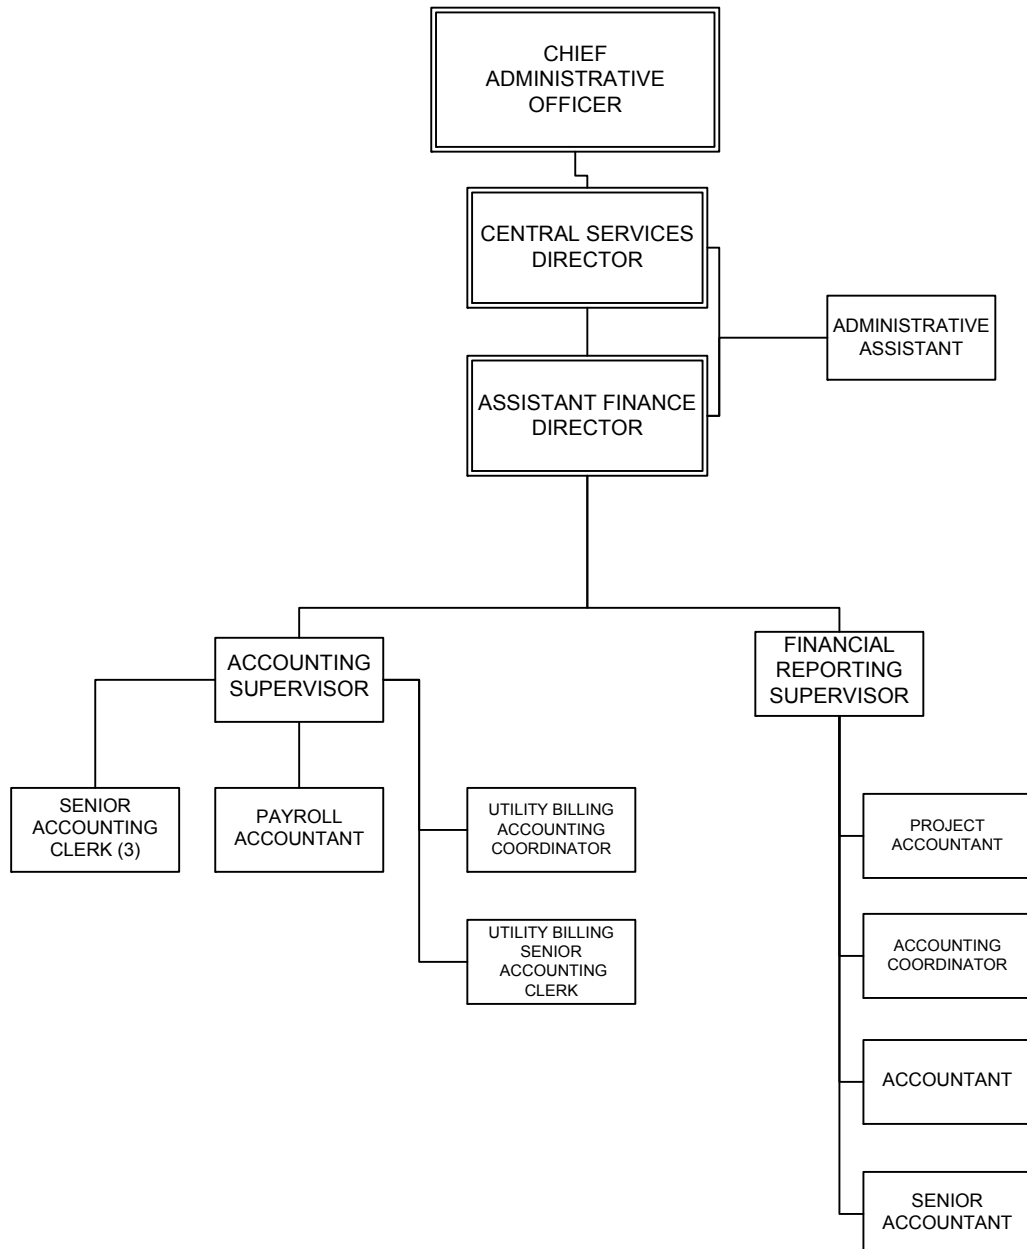 CHIEF
ADMINISTRATIVE
OFFICER
CENTRAL SERVICES
DIRECTOR
ADMINISTRATIVE
ASSISTANT
ASSISTANT FINANCE
DIRECTOR
ACCOUNTING
SUPERVISOR
FINANCIAL
REPORTING
SUPERVISOR
SENIOR
ACCOUNTING
CLERK (3)
PAYROLL
ACCOUNTANT
UTILITY BILLING
ACCOUNTING
COORDINATOR
UTILITY BILLING
SENIOR
ACCOUNTING
CLERK
PROJECT
ACCOUNTANT
ACCOUNTING
COORDINATOR
ACCOUNTANT
SENIOR
ACCOUNTANT